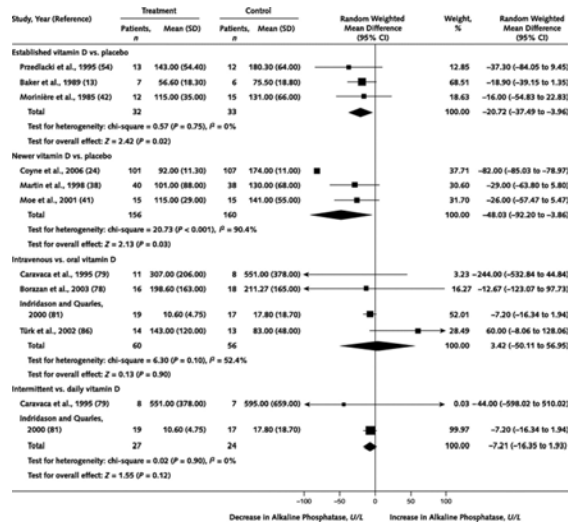 Study, Year (Reference) Treatment Control Random Weighted Mean Difference (95% CI) Weight, % Random Weighted Mean Difference (95% CI)
Patients, n Mean (SD) Patients, n Mean (SD)
Established vitamin D vs. placebo
Przedlacki et al., 1995 (54) 13 143.00 (54.40) 12 180.30 (64.00) 12.85 -37.30 (-84.05 to 9.45)
Baker et al., 1989 (13) 7 56.60 (18.30) 6 75.50 (18.80) 68.51 -18.90 (-39.15 to 1.35)
Morinière et al., 1985 (42) 12 115.00 (35.00) 15 131.00 (66.00) 18.63 -16.00 (-54.83 to 22.83)
Total 32 33 100.00 -20.72 (-37.49 to -3.96)
Test for heterogeneity: chi-square = 0.57 (P = 0.75), I² = 0%
Test for overall effect: Z = 2.42 (P = 0.02)
Newer vitamin D vs. placebo
Coyne et al., 2006 (24) 101 92.00 (11.30) 107 174.00 (11.00) 37.71 -82.00 (-85.03 to -78.97)
Martin et al., 1998 (38) 40 101.00 (88.00) 38 130.00 (68.00) 30.60 -29.00 (-63.80 to 5.80)
Moe et al., 2001 (41) 15 115.00 (29.00) 15 141.00 (55.00) 31.70 -26.00 (-57.47 to 5.47)
Total 156 160 100.00 -48.03 (-92.20 to -3.86)
Test for heterogeneity: chi-square = 20.73 (P < 0.001), I² = 90.4%
Test for overall effect: Z = 2.13 (P = 0.03)
Intravenous vs. oral vitamin D
Caravaca et al., 1995 (79) 11 307.00 (206.00) 8 551.00 (378.00) 3.23 -244.00 (-532.84 to 44.84)
Borazan et al., 2003 (78) 16 198.60 (163.00) 18 211.27 (165.00) 16.27 -12.67 (-123.07 to 97.73)
Indridason and Quarles,
2000 (81) 19 10.60 (4.75) 17 17.80 (18.70) 52.01 -7.20 (-16.34 to 1.94)
Türk et al., 2002 (86) 14 143.00 (120.00) 13 83.00 (48.00) 28.49 60.00 (-8.06 to 128.06)
Total 60 56 100.00 3.42 (-50.11 to 56.95)
Test for heterogeneity: chi-square = 6.30 (P = 0.10), I² = 52.4%
Test for overall effect: Z = 0.13 (P = 0.90)
Intermittent vs. daily vitamin D
Caravaca et al., 1995 (79) 8 551.00 (378.00) 7 595.00 (659.00) 0.03 -44.00 (-598.02 to 510.02)
Indridason and Quarles,
2000 (81) 19 10.60 (4.75) 17 17.80 (18.70) 99.97 -7.20 (-16.34 to 1.94)
Total 27 24 100.00 -7.21 (-16.35 to 1.93)
Test for heterogeneity: chi-square = 0.02 (P = 0.90), I² = 0%
Test for overall effect: Z = 1.55 (P = 0.12)
-100 -50 0 50 100
Decrease in Alkaline Phosphatase, U/L Increase in Alkaline Phosphatase, U/L